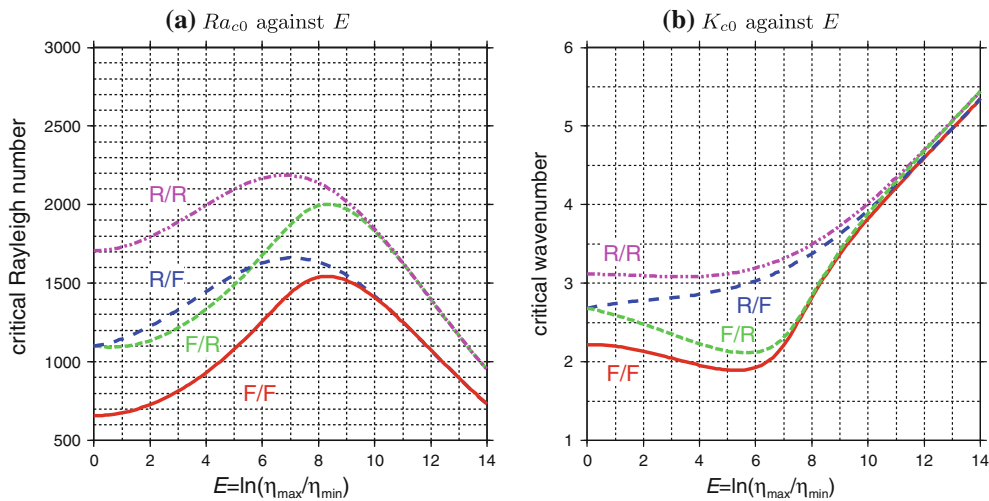 (a) Ra_c0 against E
critical Rayleigh number
3000
2500
2000
1500
1000
500
R/R
R/F
F/R
F/F
0 2 4 6 8 10 12 14
E=ln(η_max/η_min)
(b) K_c0 against E
critical wavenumber
6
5
4
3
2
1
R/R
R/F
F/R
F/F
0 2 4 6 8 10 12 14
E=ln(η_max/η_min)